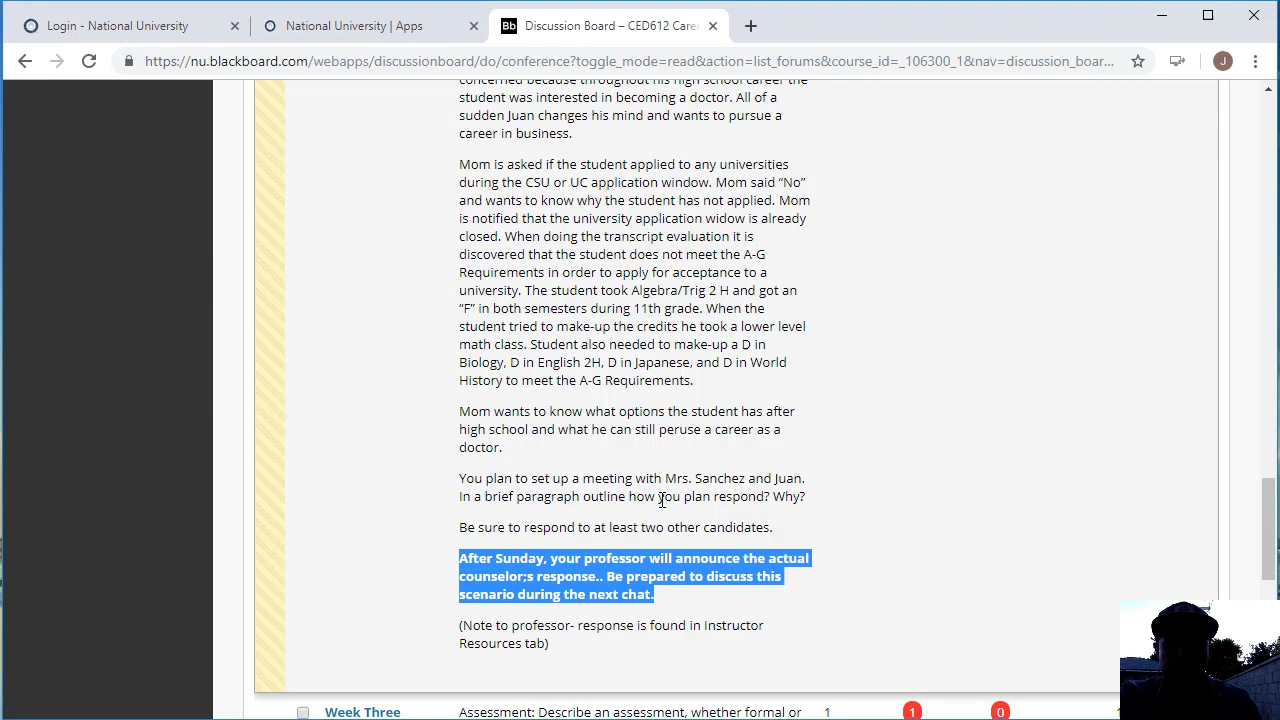 Login - National University
National University | Apps
Bb Discussion Board – CED612 Caree
https://nu.blackboard.com/webapps/discussionboard/do/conference?toggle_mode=read&action=list_forums&course_id=_106300_1&nav=discussion_boar...
J
concerned because throughout his high school career the
student was interested in becoming a doctor. All of a
sudden Juan changes his mind and wants to pursue a
career in business.
Mom is asked if the student applied to any universities
during the CSU or UC application window. Mom said “No”
and wants to know why the student has not applied. Mom
is notified that the university application widow is already
closed. When doing the transcript evaluation it is
discovered that the student does not meet the A-G
Requirements in order to apply for acceptance to a
university. The student took Algebra/Trig 2 H and got an
“F” in both semesters during 11th grade. When the
student tried to make-up the credits he took a lower level
math class. Student also needed to make-up a D in
Biology, D in English 2H, D in Japanese, and D in World
History to meet the A-G Requirements.
Mom wants to know what options the student has after
high school and what he can still peruse a career as a
doctor.
You plan to set up a meeting with Mrs. Sanchez and Juan.
In a brief paragraph outline how you plan respond? Why?
Be sure to respond to at least two other candidates.
After Sunday, your professor will announce the actual
counselor;s response.. Be prepared to discuss this
scenario during the next chat.
(Note to professor- response is found in Instructor
Resources tab)
Week Three Assessment: Describe an assessment, whether formal or 1 1 0